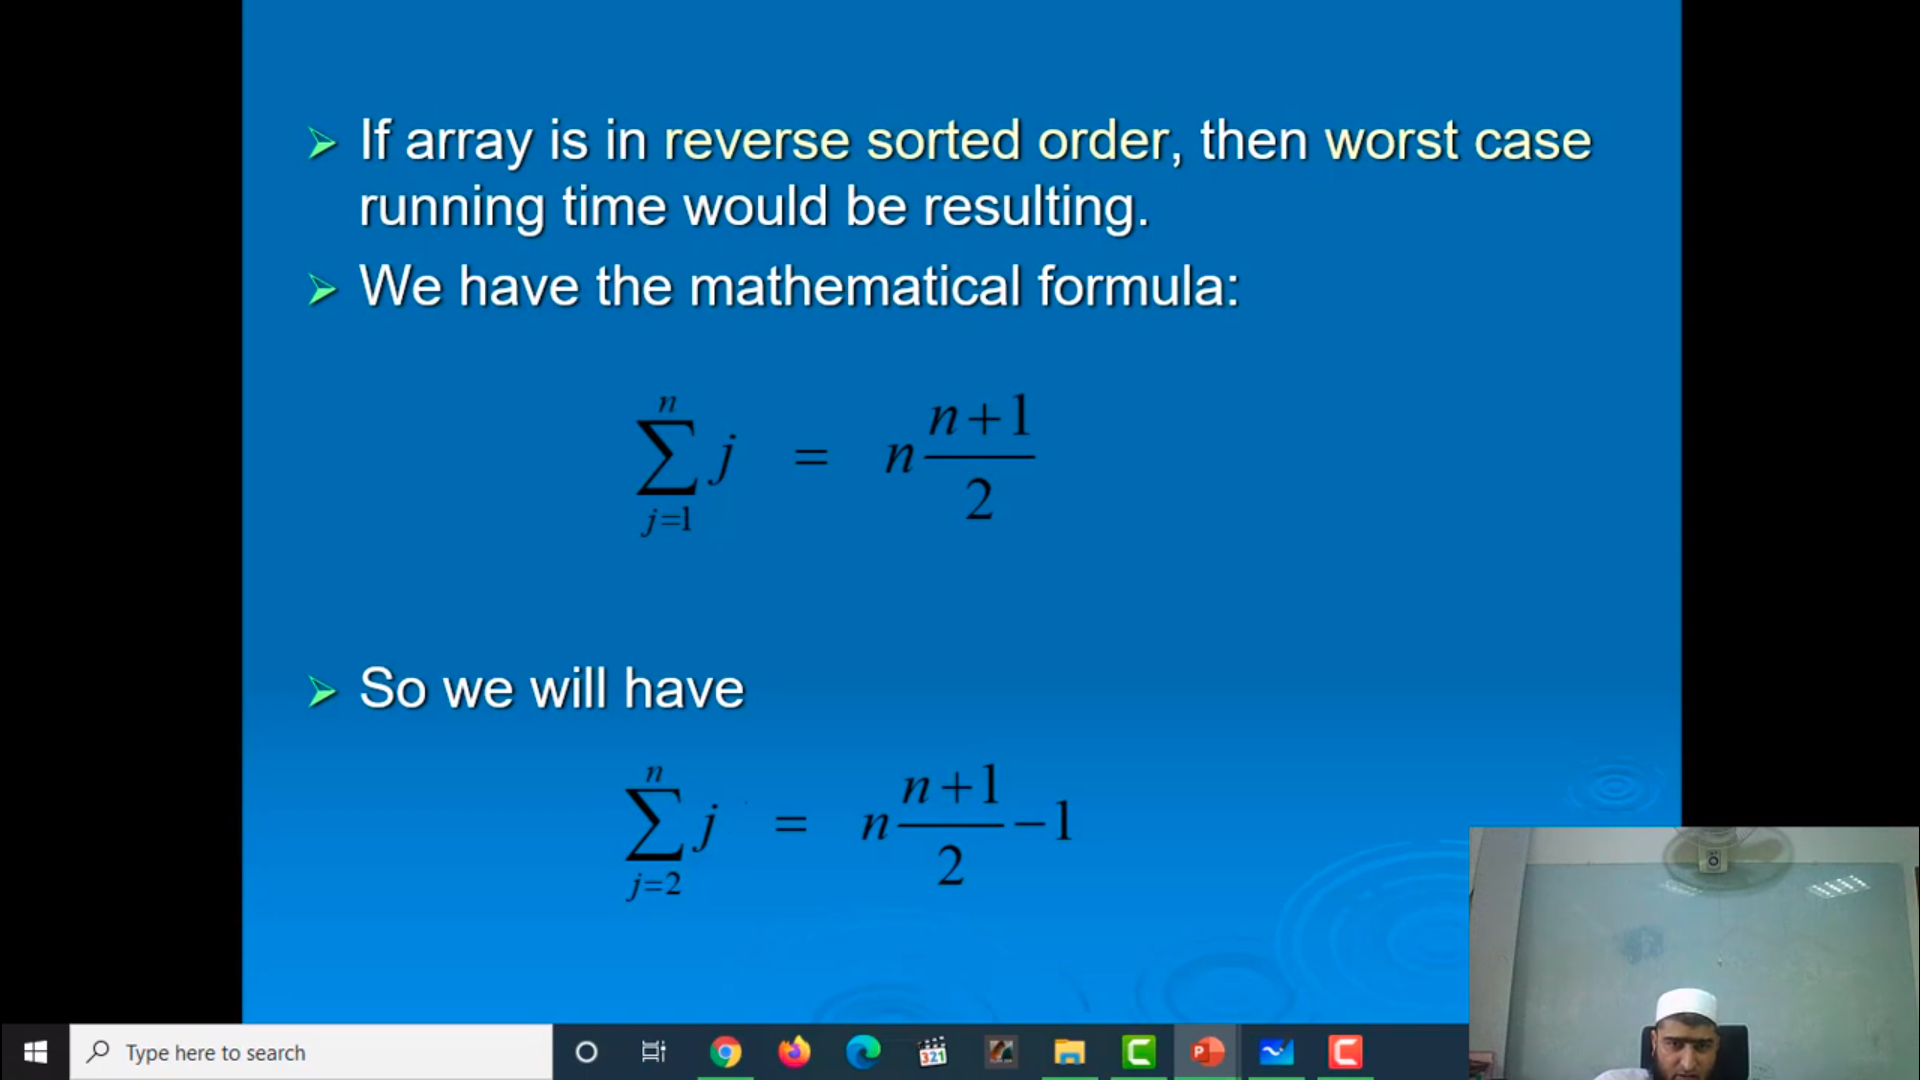 If array is in reverse sorted order, then worst case
running time would be resulting.
We have the mathematical formula:
\sum_{j=1}^{n} j = n\frac{n+1}{2}
So we will have
\sum_{j=2}^{n} j = n\frac{n+1}{2}-1
Type here to search
321